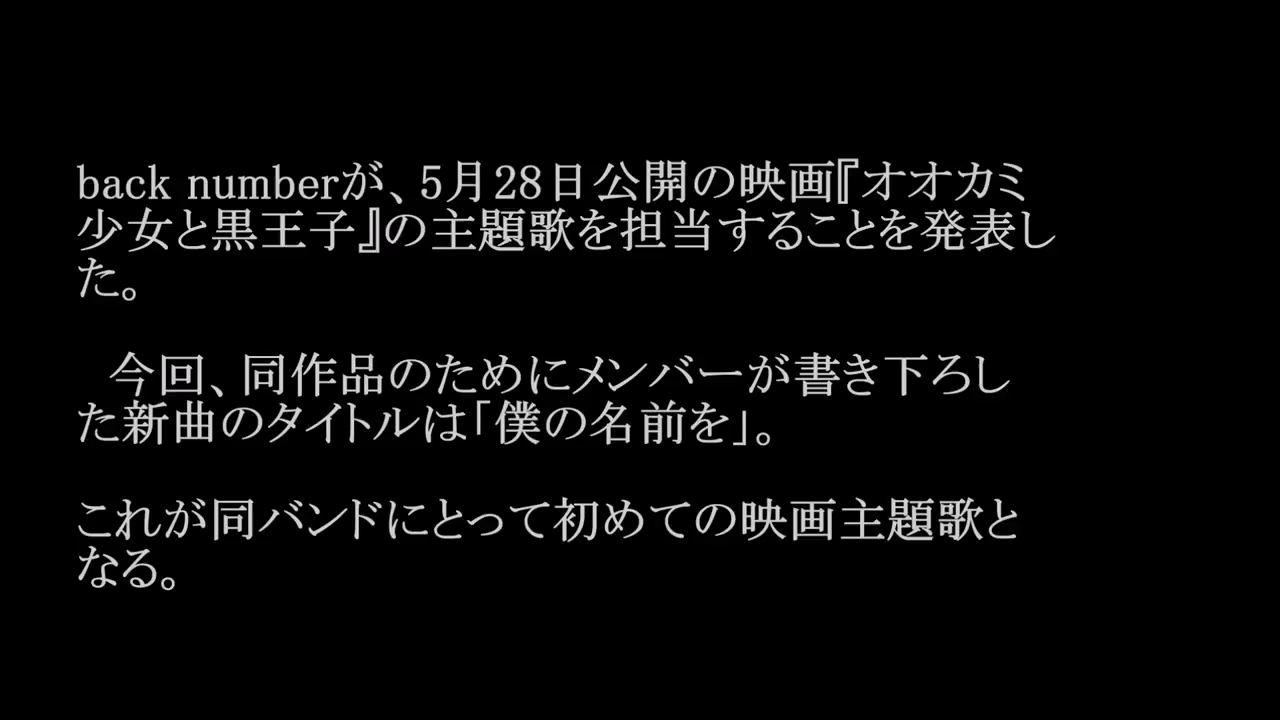 back numberが、5月28日公開の映画『オオカミ
少女と黒王子』の主題歌を担当することを発表し
た。
今回、同作品のためにメンバーが書き下ろし
た新曲のタイトルは「僕の名前を」。
これが同バンドにとって初めての映画主題歌と
なる。